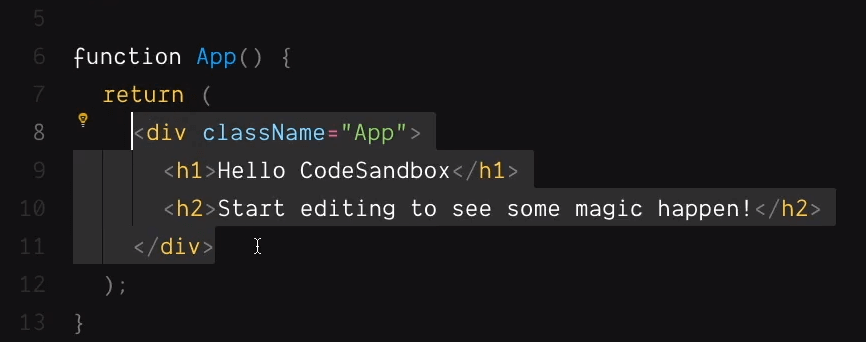 5
6 function App() {
7   return (
8     <div className="App">
9       <h1>Hello CodeSandbox</h1>
10       <h2>Start editing to see some magic happen!</h2>
11     </div>
12   );
13 }